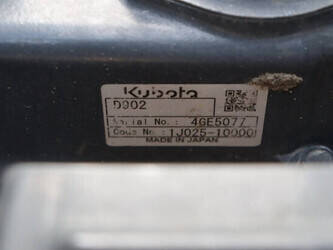 Kubota
D902
Serial No.: 4GE5077
Code No.: 1J025-10000
MADE IN JAPAN